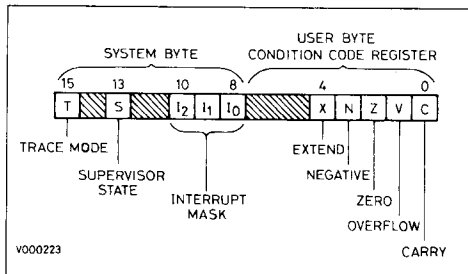 SYSTEM BYTE
USER BYTE
CONDITION CODE REGISTER
15 13 10 8 4 0
T S I2 I1 I0 X N Z V C
TRACE MODE
SUPERVISOR
STATE
INTERRUPT
MASK
EXTEND
NEGATIVE
ZERO
OVERFLOW
CARRY
V000223